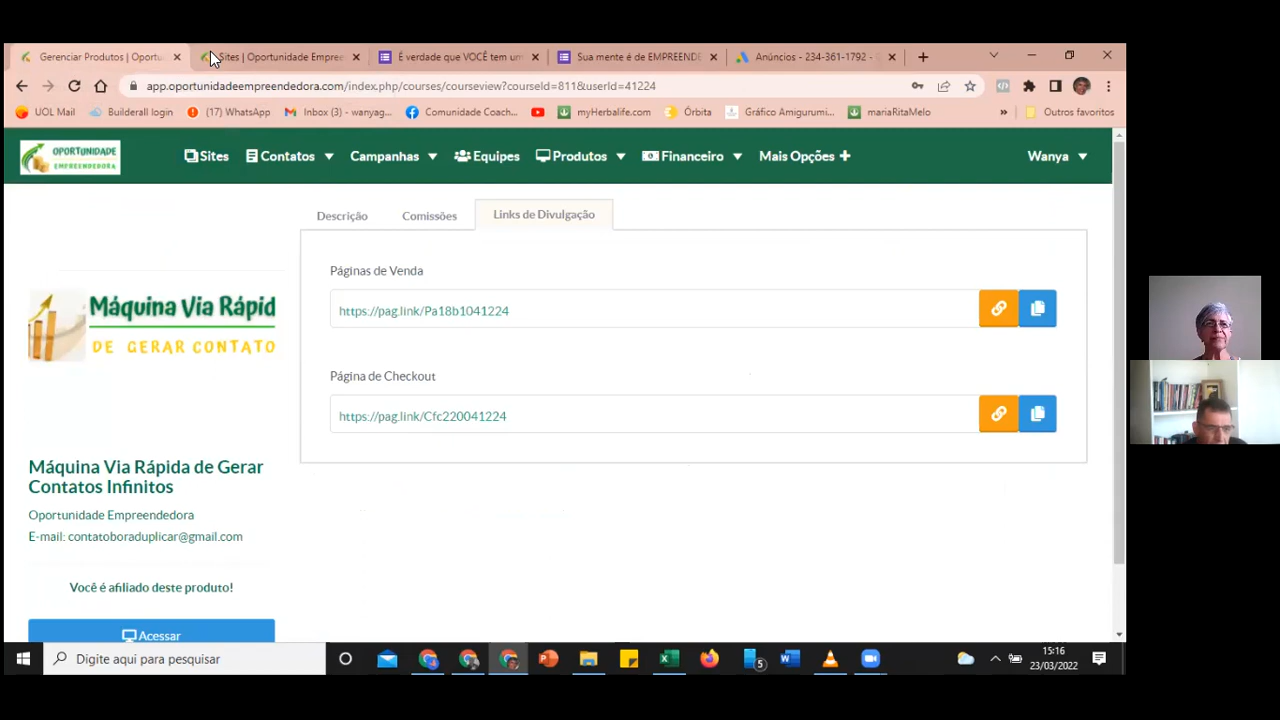 Gerenciar Produtos | Oportu
Sites | Oportunidade Empree
É verdade que VOCÊ tem um
Sua mente é de EMPREENDE
Anúncios - 234-361-1792 -
app.oportunidadeempreendedora.com/index.php/courses/courseview?courseId=811&userId=41224
UOL Mail
Builderall login
(17) WhatsApp
Inbox (3) - wanyag...
Comunidade Coach...
myHerbalife.com
Órbita
Gráfico Amigurumi...
mariaRitaMelo
»
Outros favoritos
OPORTUNIDADE
EMPREENDEDORA
Sites
Contatos
Campanhas
Equipes
Produtos
Financeiro
Mais Opções
Wanya
Descrição
Comissões
Links de Divulgação
Páginas de Venda
https://pag.link/Pa18b1041224
Página de Checkout
https://pag.link/Cfc220041224
Máquina Via Rápid
DE GERAR CONTATO
Máquina Via Rápida de Gerar
Contatos Infinitos
Oportunidade Empreendedora
E-mail: contatoboraduplicar@gmail.com
Você é afiliado deste produto!
Acessar
Digite aqui para pesquisar
5
15:16
23/03/2022